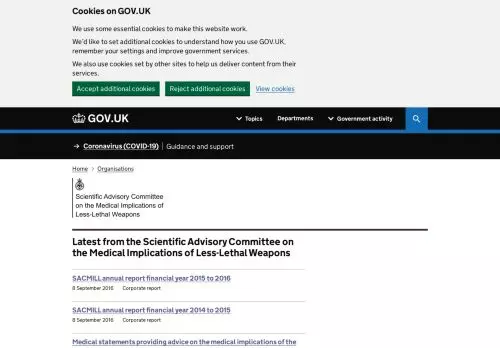 Cookies on GOV.UK
We use some essential cookies to make this website work.
We'd like to set additional cookies to understand how you use GOV.UK,
remember your settings and improve government services.
We also use cookies set by other sites to help us deliver content from their
services.
Accept additional cookies Reject additional cookies View cookies
GOV.UK Topics Departments Government activity
→ Coronavirus (COVID-19) Guidance and support
Home > Organisations
Scientific Advisory Committee
on the Medical Implications of
Less-Lethal Weapons
Latest from the Scientific Advisory Committee on
the Medical Implications of Less-Lethal Weapons
SACMILL annual report financial year 2015 to 2016
8 September 2016 Corporate report
SACMILL annual report financial year 2014 to 2015
8 September 2016 Corporate report
Medical statements providing advice on the medical implications of the